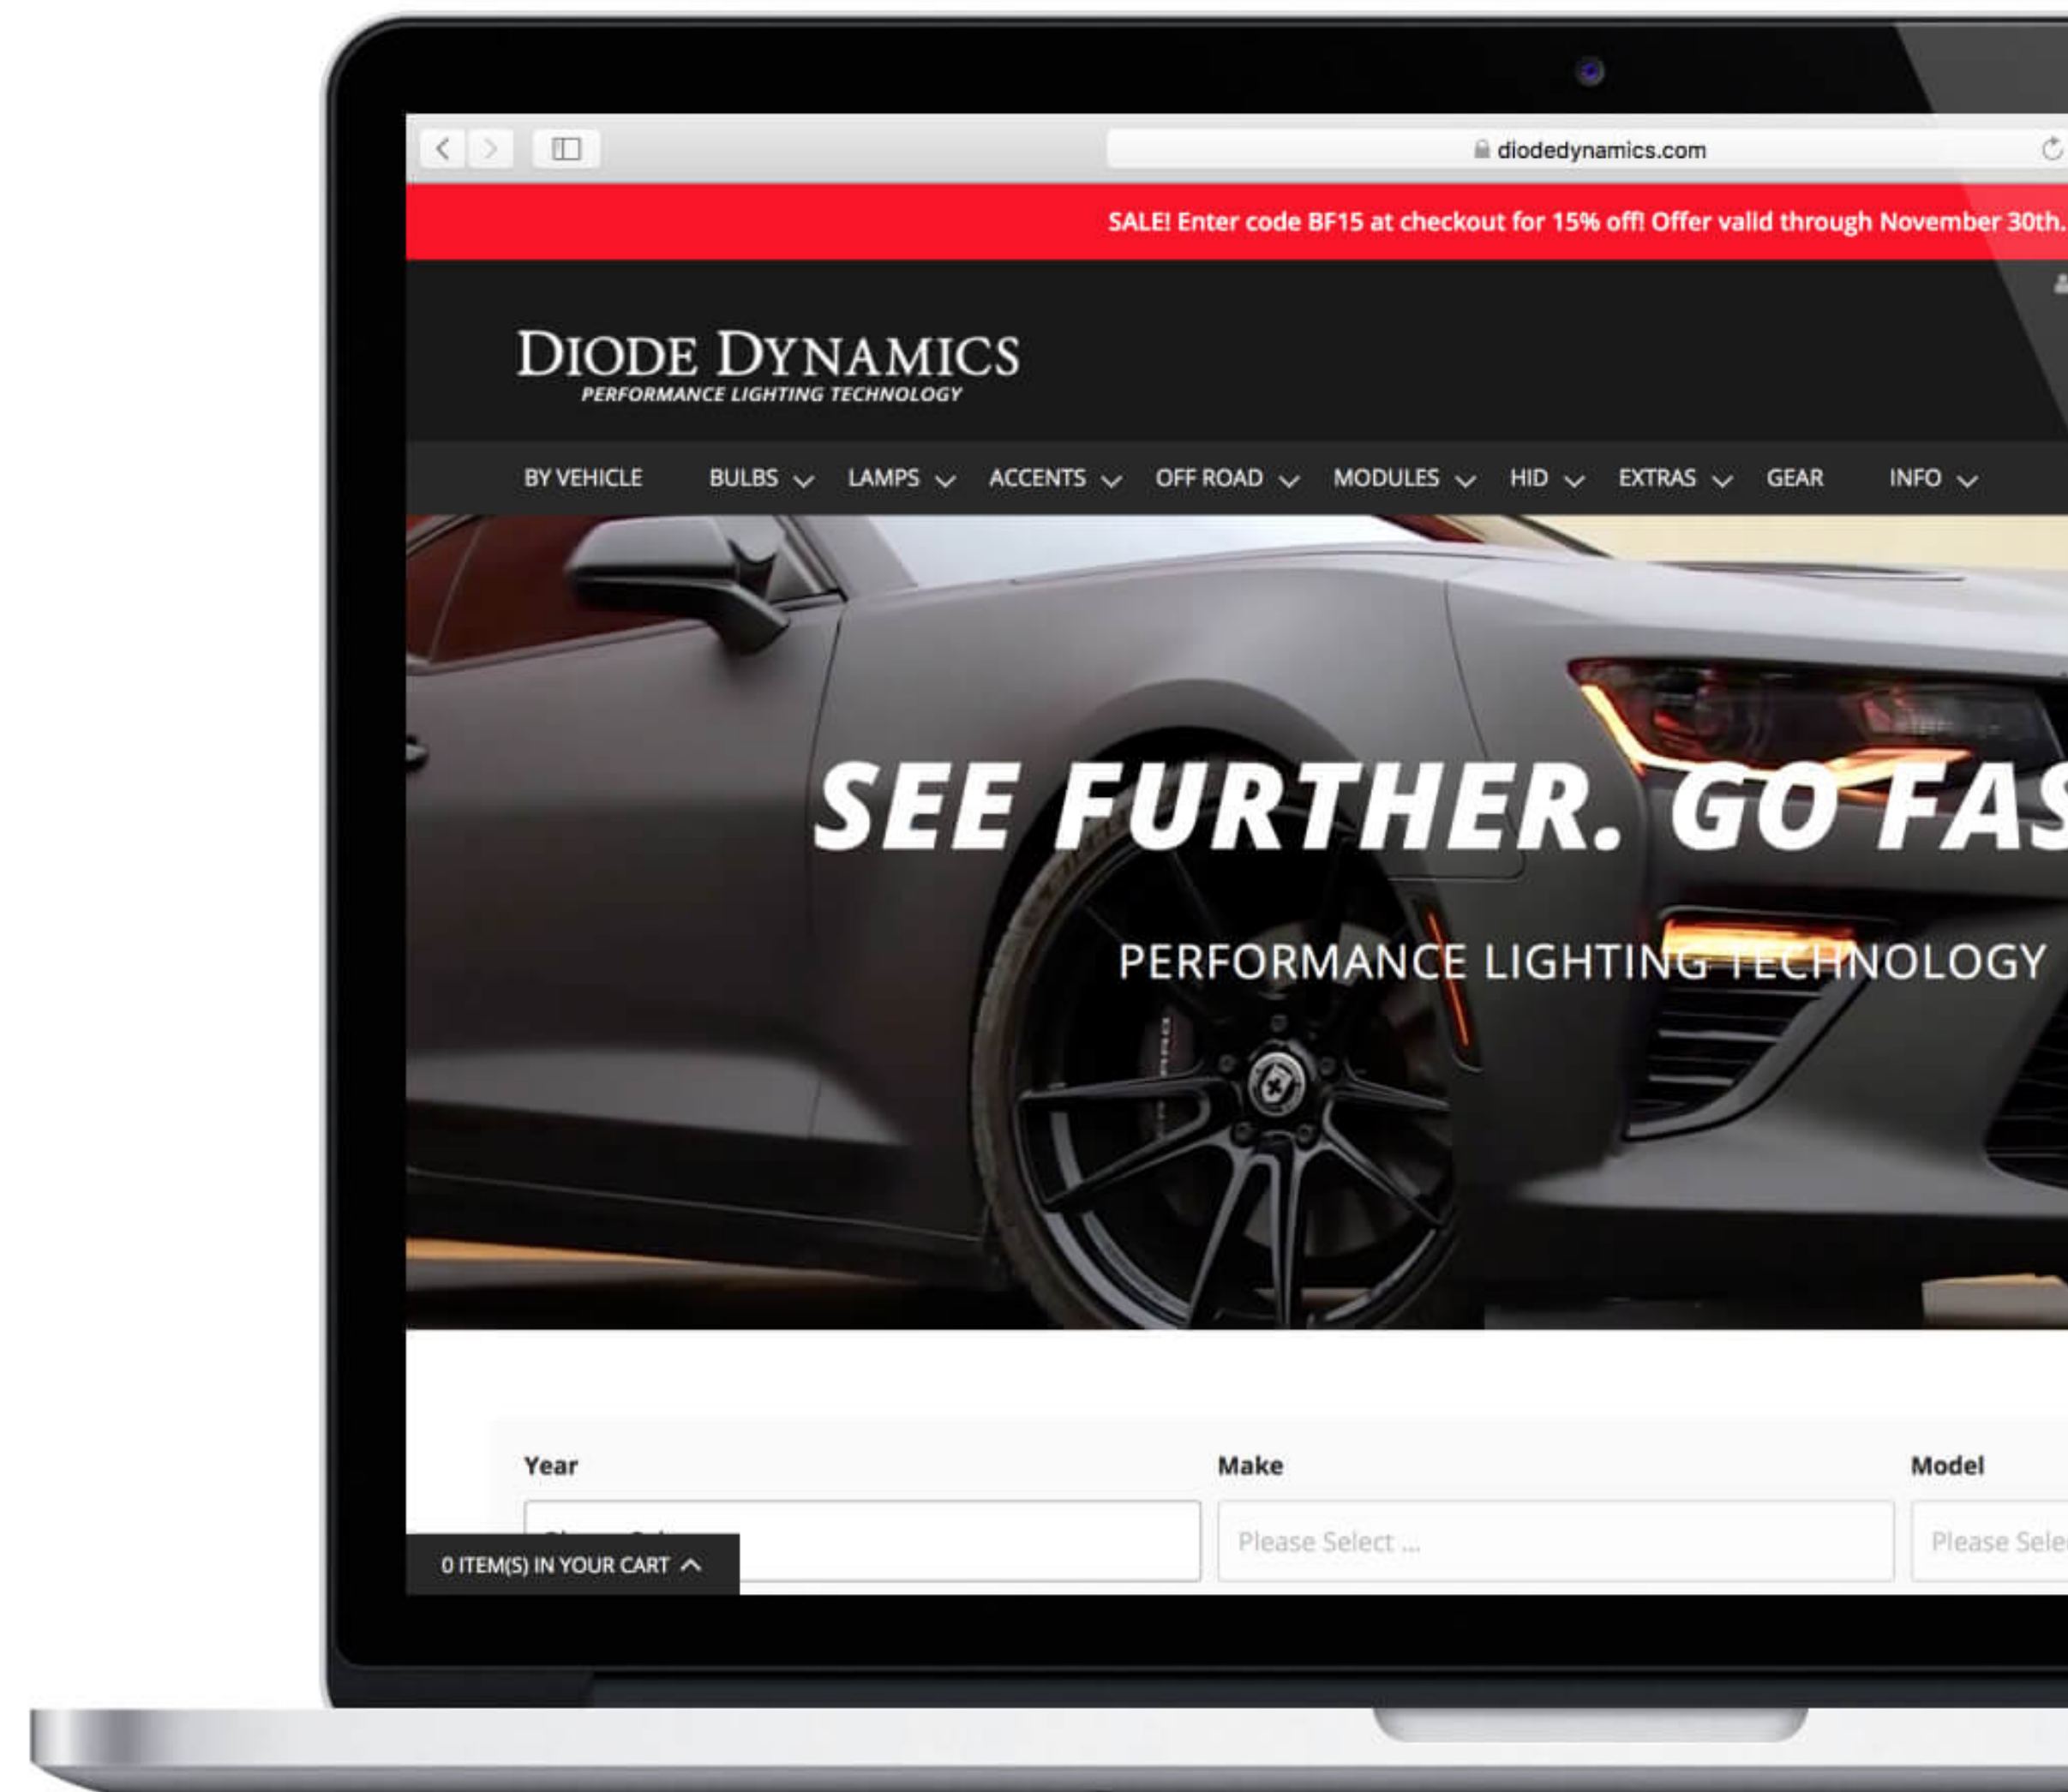 diodedynamics.com
SALE! Enter code BF15 at checkout for 15% off! Offer valid through November 30th.
DIODE DYNAMICS
PERFORMANCE LIGHTING TECHNOLOGY
BY VEHICLE BULBS LAMPS ACCENTS OFF ROAD MODULES HID EXTRAS GEAR INFO
SEE FURTHER. GO FAS
PERFORMANCE LIGHTING TECHNOLOGY
Year Make Model
Please Select ... Please Sele
0 ITEM(S) IN YOUR CART